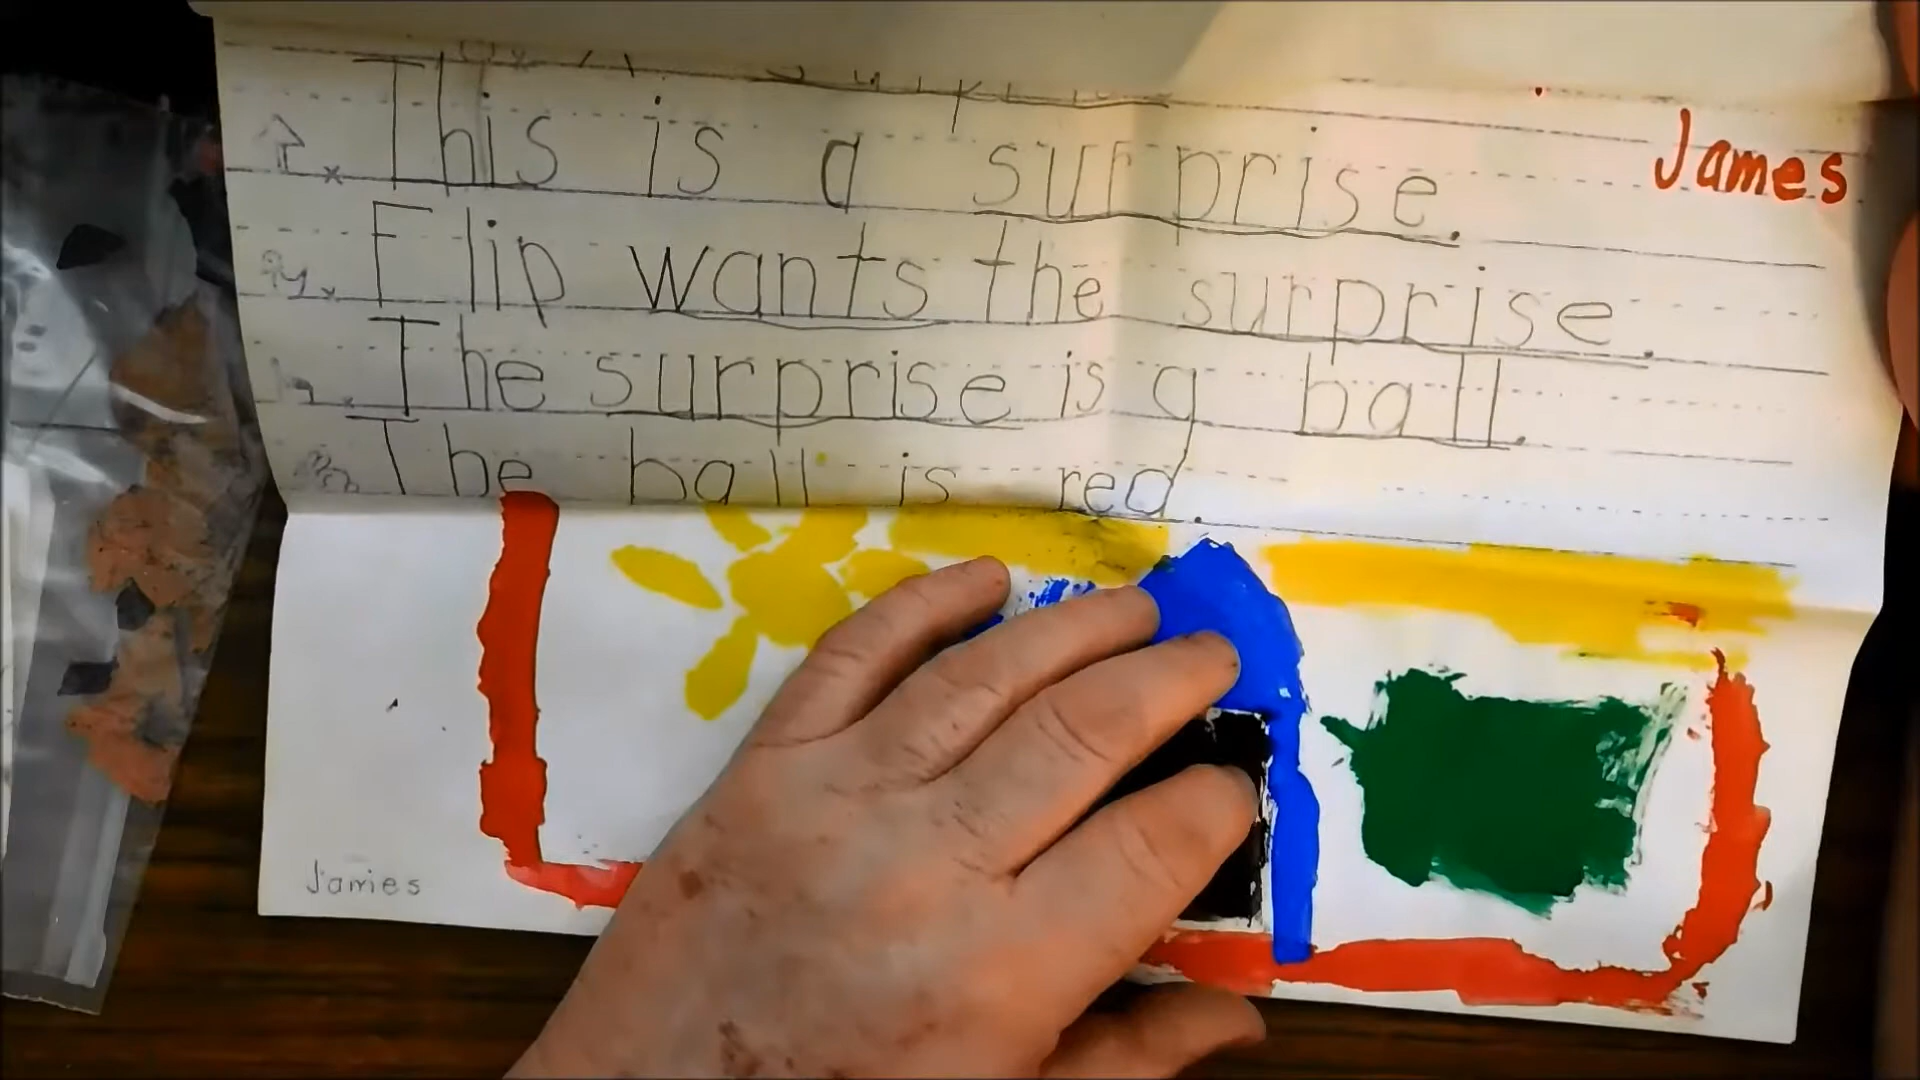 This is a surprise.
James
Flip wants the surprise.
The surprise is a ball.
The ball is red.
James